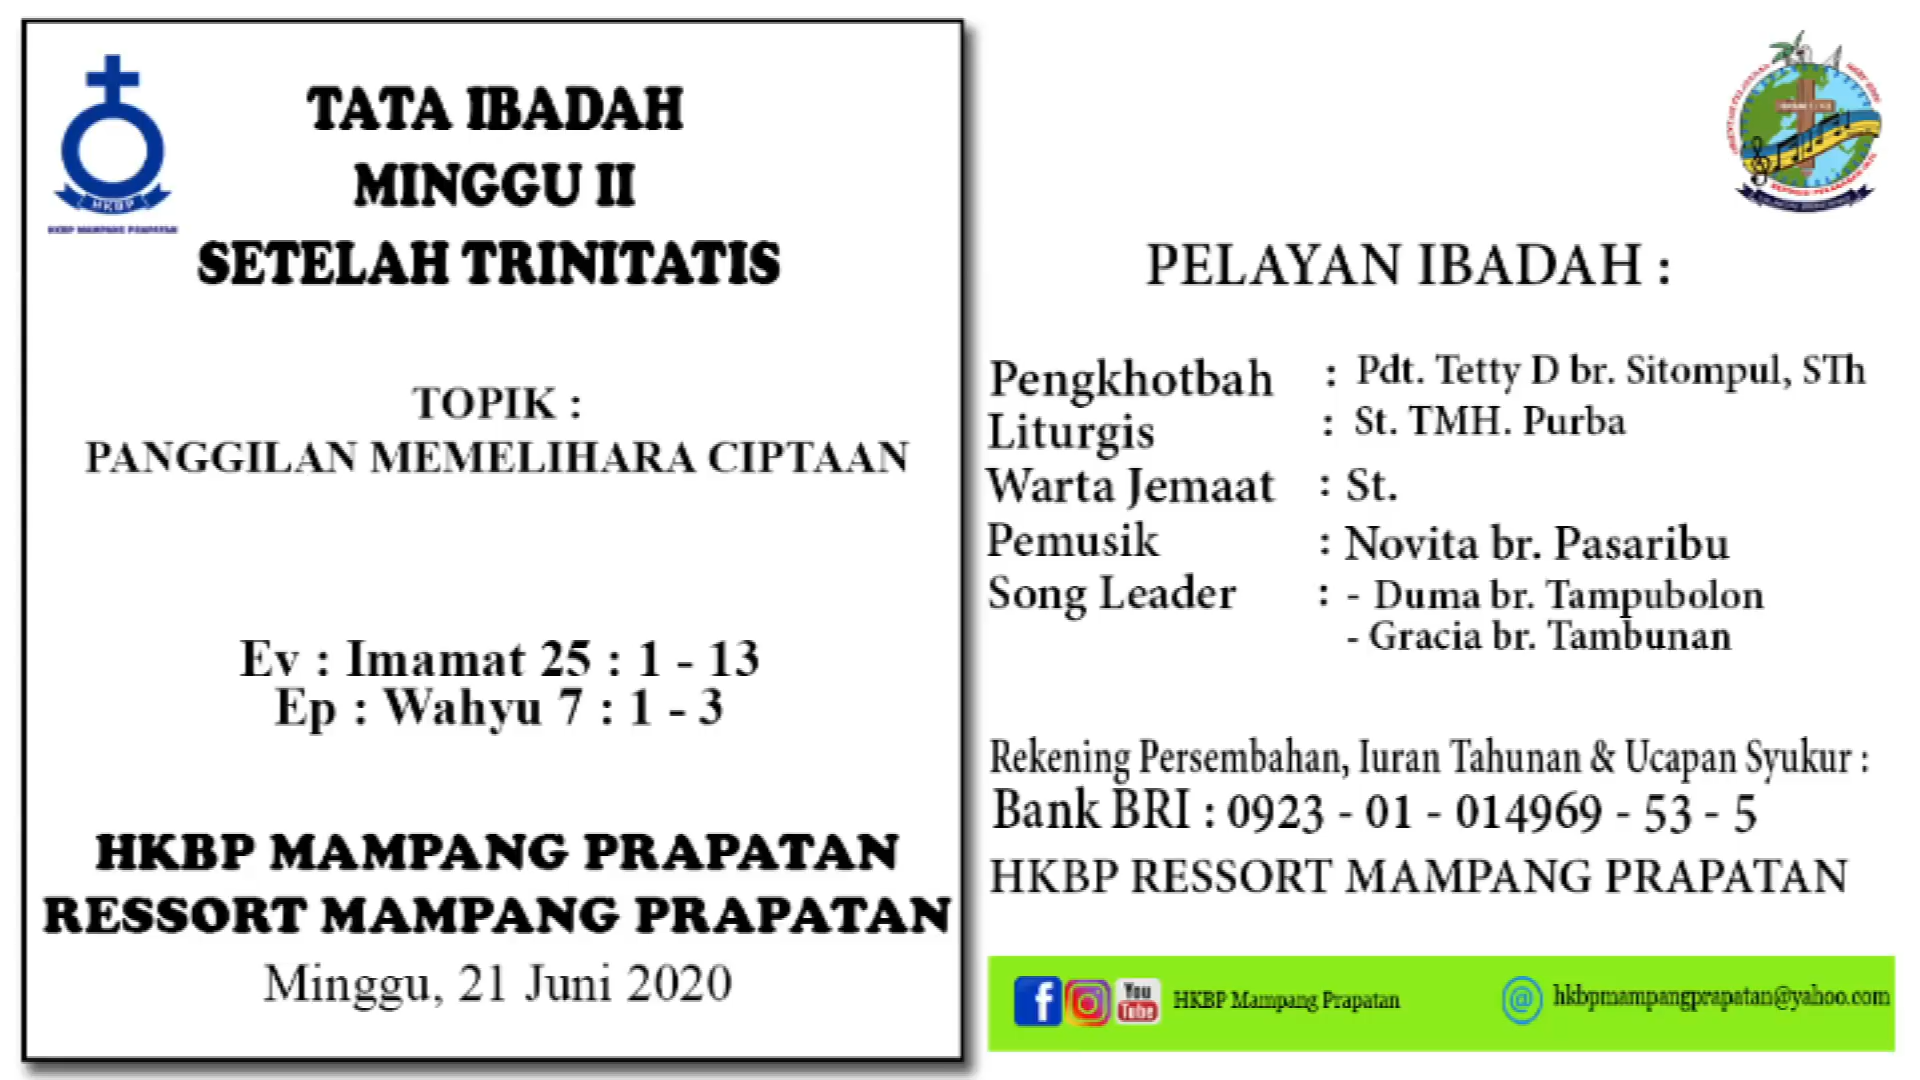 HKBP
HKBP MAMPANG PRAPATAN
TATA IBADAH
MINGGU II
SETELAH TRINITATIS
TOPIK :
PANGGILAN MEMELIHARA CIPTAAN
Ev : Imamat 25 : 1 - 13
Ep : Wahyu 7 : 1 - 3
HKBP MAMPANG PRAPATAN
RESSORT MAMPANG PRAPATAN
Minggu, 21 Juni 2020
PELAYAN IBADAH :
Pengkhotbah : Pdt. Tetty D br. Sitompul, STh
Liturgis : St. TMH. Purba
Warta Jemaat : St.
Pemusik : Novita br. Pasaribu
Song Leader : - Duma br. Tampubolon
- Gracia br. Tambunan
Rekening Persembahan, Iuran Tahunan & Ucapan Syukur :
Bank BRI : 0923 - 01 - 014969 - 53 - 5
HKBP RESSORT MAMPANG PRAPATAN
You Tube HKBP Mampang Prapatan
hkbpmampangprapatan@yahoo.com